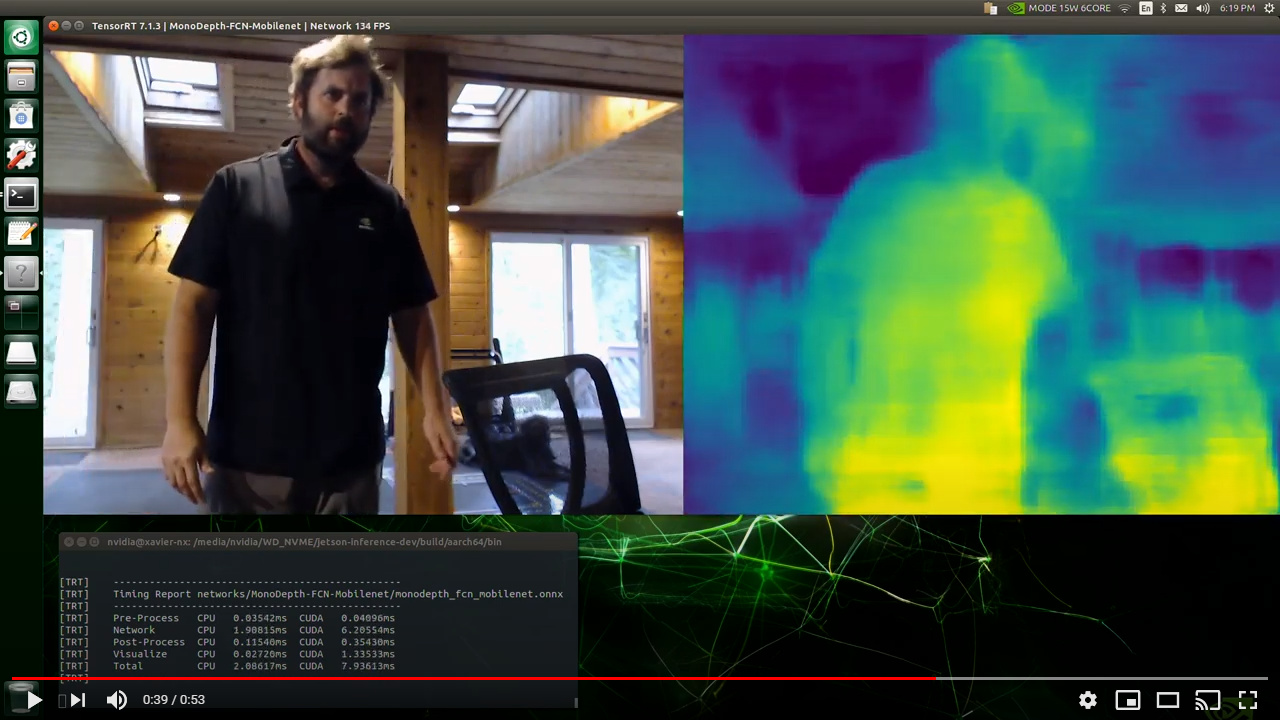 MODE 15W 6CORE En 6:19 PM
TensorRT 7.1.3 | MonoDepth-FCN-Mobilenet | Network 134 FPS
nvidia@xavier-nx: /media/nvidia/WD_NVME/jetson-inference-dev/build/aarch64/bin
[TRT] ------------------------------------------------
[TRT] Timing Report networks/MonoDepth-FCN-Mobilenet/monodepth_fcn_mobilenet.onnx
[TRT] ------------------------------------------------
[TRT] Pre-Process CPU 0.03542ms CUDA 0.04096ms
[TRT] Network CPU 1.90815ms CUDA 6.20554ms
[TRT] Post-Process CPU 0.11540ms CUDA 0.35430ms
[TRT] Visualize CPU 0.02720ms CUDA 1.33533ms
[TRT] Total CPU 2.08617ms CUDA 7.93613ms
[TRT]
0:39 / 0:53